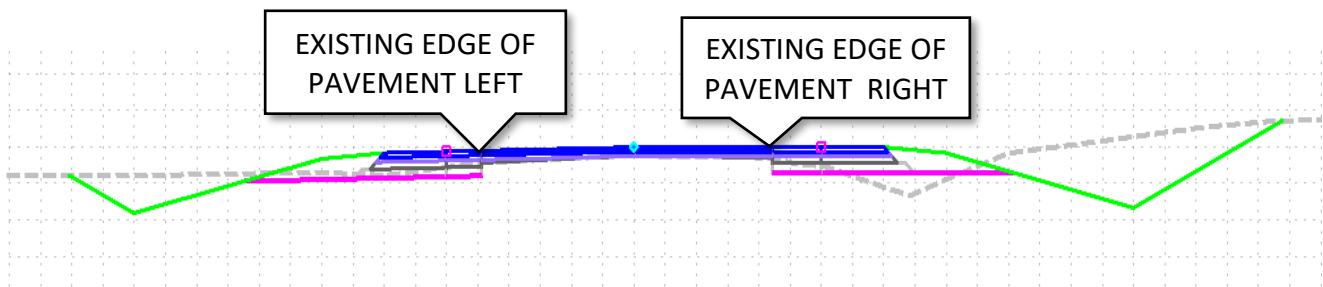 EXISTING EDGE OF
PAVEMENT LEFT
EXISTING EDGE OF
PAVEMENT  RIGHT